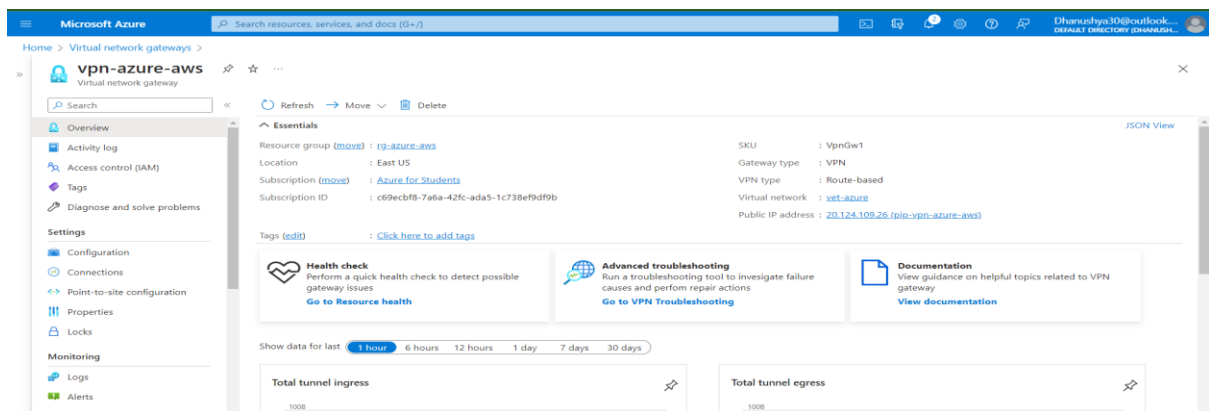 Microsoft Azure
Search resources, services, and docs (G+/)
2
Dhanushya30@outlook....
DEFAULT DIRECTORY (DHANUSH...
Home > Virtual network gateways >
vpn-azure-aws
Virtual network gateway
Search
Refresh Move Delete
Overview
Activity log
Access control (IAM)
Tags
Diagnose and solve problems
Settings
Configuration
Connections
Point-to-site configuration
Properties
Locks
Monitoring
Logs
Alerts
Essentials
JSON View
Resource group (move) : rg-azure-aws
Location : East US
Subscription (move) : Azure for Students
Subscription ID : c69ecbf8-7a6a-42fc-ada5-1c738ef9df9b
SKU : VpnGw1
Gateway type : VPN
VPN type : Route-based
Virtual network : vet-azure
Public IP address : 20.124.109.26 (pip-vpn-azure-aws)
Tags (edit) : Click here to add tags
Health check
Perform a quick health check to detect possible
gateway issues
Go to Resource health
Advanced troubleshooting
Run a troubleshooting tool to invesigate failure
causes and perfom repair actions
Go to VPN Troubleshooting
Documentation
View guidance on helpful topics related to VPN
gateway
View documentation
Show data for last 1 hour 6 hours 12 hours 1 day 7 days 30 days
Total tunnel ingress
100B
Total tunnel egress
100B